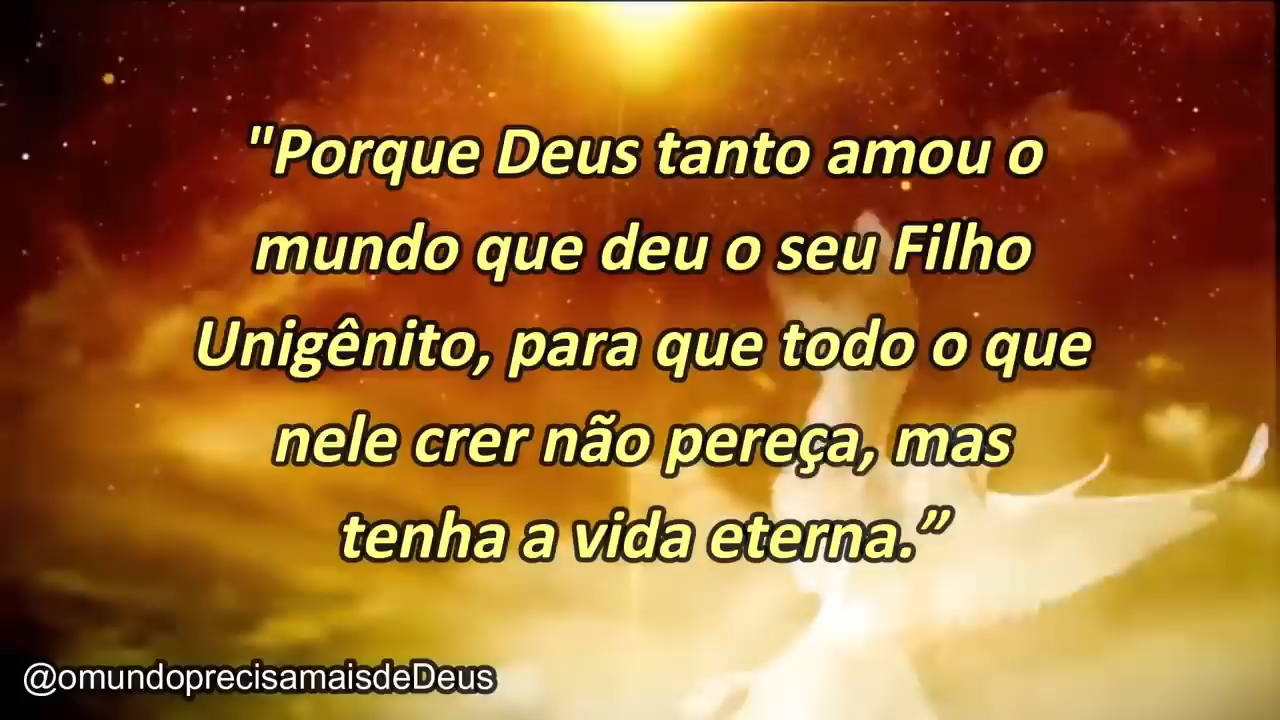 "Porque Deus tanto amou o
mundo que deu o seu Filho
Unigênito, para que todo o que
nele crer não pereça, mas
tenha a vida eterna.”
@omundoprecisamaisdeDeus